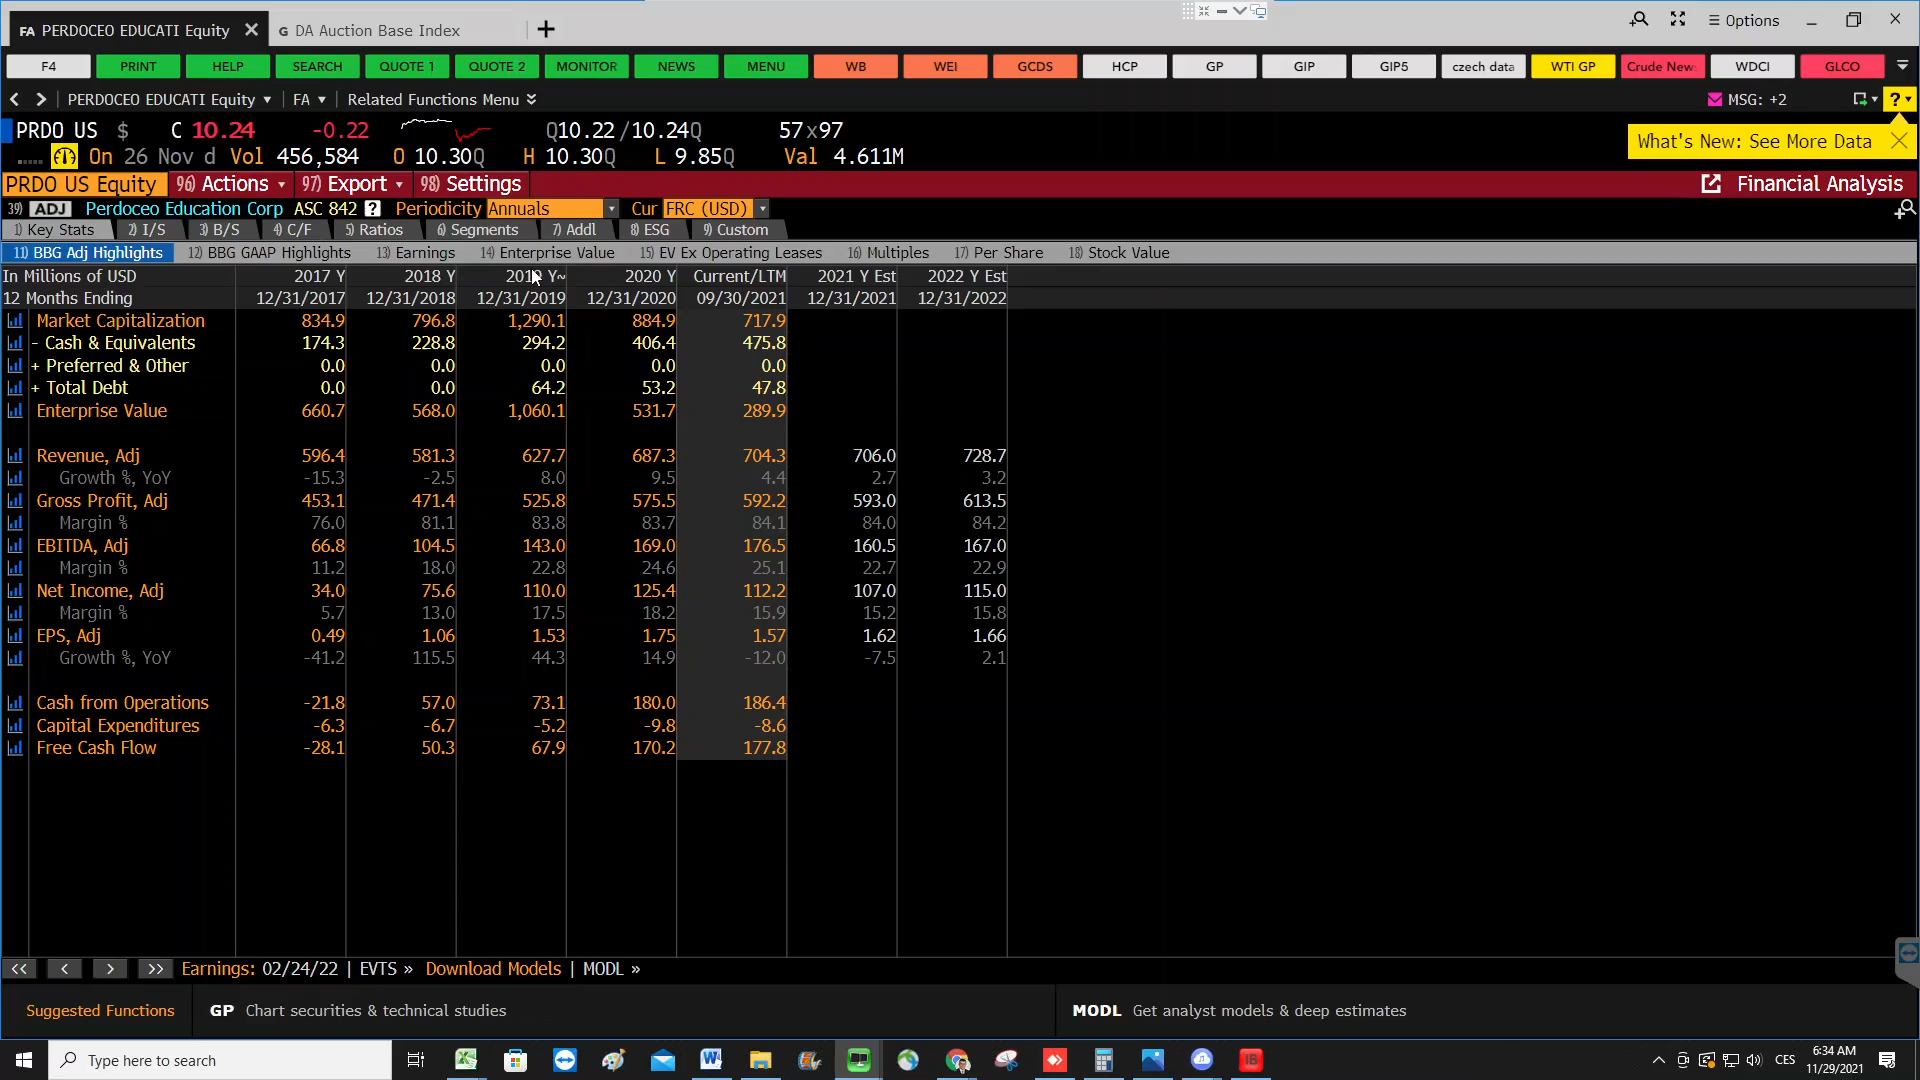 FA PERDOCEO EDUCATI Equity G DA Auction Base Index Options
F4 PRINT HELP SEARCH QUOTE 1 QUOTE 2 MONITOR NEWS MENU WB WEI GCDS HCP GP GIP GIP5 czech data WTI GP Crude New WDCI GLCO
PERDOCEO EDUCATI Equity FA Related Functions Menu MSG: +2 ?
PRDO US $ C 10.24 -0.22 Q10.22/10.24Q 57x97
On 26 Nov d Vol 456,584 O 10.30Q H 10.30Q L 9.85Q Val 4.611M
What's New: See More Data
PRDO US Equity 96) Actions 97) Export 98) Settings Financial Analysis
39) ADJ Perdoceo Education Corp ASC 842 ? Periodicity Annuals Cur FRC (USD)
1) Key Stats 2) I/S 3) B/S 4) C/F 5) Ratios 6) Segments 7) Addl 8) ESG 9) Custom
11) BBG Adj Highlights 12) BBG GAAP Highlights 13) Earnings 14) Enterprise Value 15) EV Ex Operating Leases 16) Multiples 17) Per Share 18) Stock Value
In Millions of USD 2017 Y 2018 Y 2019 Y~ 2020 Y Current/LTM 2021 Y Est 2022 Y Est
12 Months Ending 12/31/2017 12/31/2018 12/31/2019 12/31/2020 09/30/2021 12/31/2021 12/31/2022
Market Capitalization 834.9 796.8 1,290.1 884.9 717.9
- Cash & Equivalents 174.3 228.8 294.2 406.4 475.8
+ Preferred & Other 0.0 0.0 0.0 0.0 0.0
+ Total Debt 0.0 0.0 64.2 53.2 47.8
Enterprise Value 660.7 568.0 1,060.1 531.7 289.9
Revenue, Adj 596.4 581.3 627.7 687.3 704.3 706.0 728.7
Growth %, YoY -15.3 -2.5 8.0 9.5 4.4 2.7 3.2
Gross Profit, Adj 453.1 471.4 525.8 575.5 592.2 593.0 613.5
Margin % 76.0 81.1 83.8 83.7 84.1 84.0 84.2
EBITDA, Adj 66.8 104.5 143.0 169.0 176.5 160.5 167.0
Margin % 11.2 18.0 22.8 24.6 25.1 22.7 22.9
Net Income, Adj 34.0 75.6 110.0 125.4 112.2 107.0 115.0
Margin % 5.7 13.0 17.5 18.2 15.9 15.2 15.8
EPS, Adj 0.49 1.06 1.53 1.75 1.57 1.62 1.66
Growth %, YoY -41.2 115.5 44.3 14.9 -12.0 -7.5 2.1
Cash from Operations -21.8 57.0 73.1 180.0 186.4
Capital Expenditures -6.3 -6.7 -5.2 -9.8 -8.6
Free Cash Flow -28.1 50.3 67.9 170.2 177.8
<< < > >> Earnings: 02/24/22 | EVTS » Download Models | MODL »
Suggested Functions GP Chart securities & technical studies MODL Get analyst models & deep estimates
Type here to search CES 6:34 AM
11/29/2021